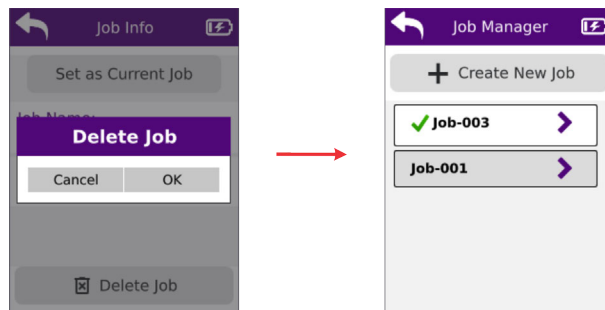 Job Info
Set as Current Job
Job Name:
Delete Job
Cancel OK
Delete Job
Job Manager
Create New Job
Job-003
Job-001